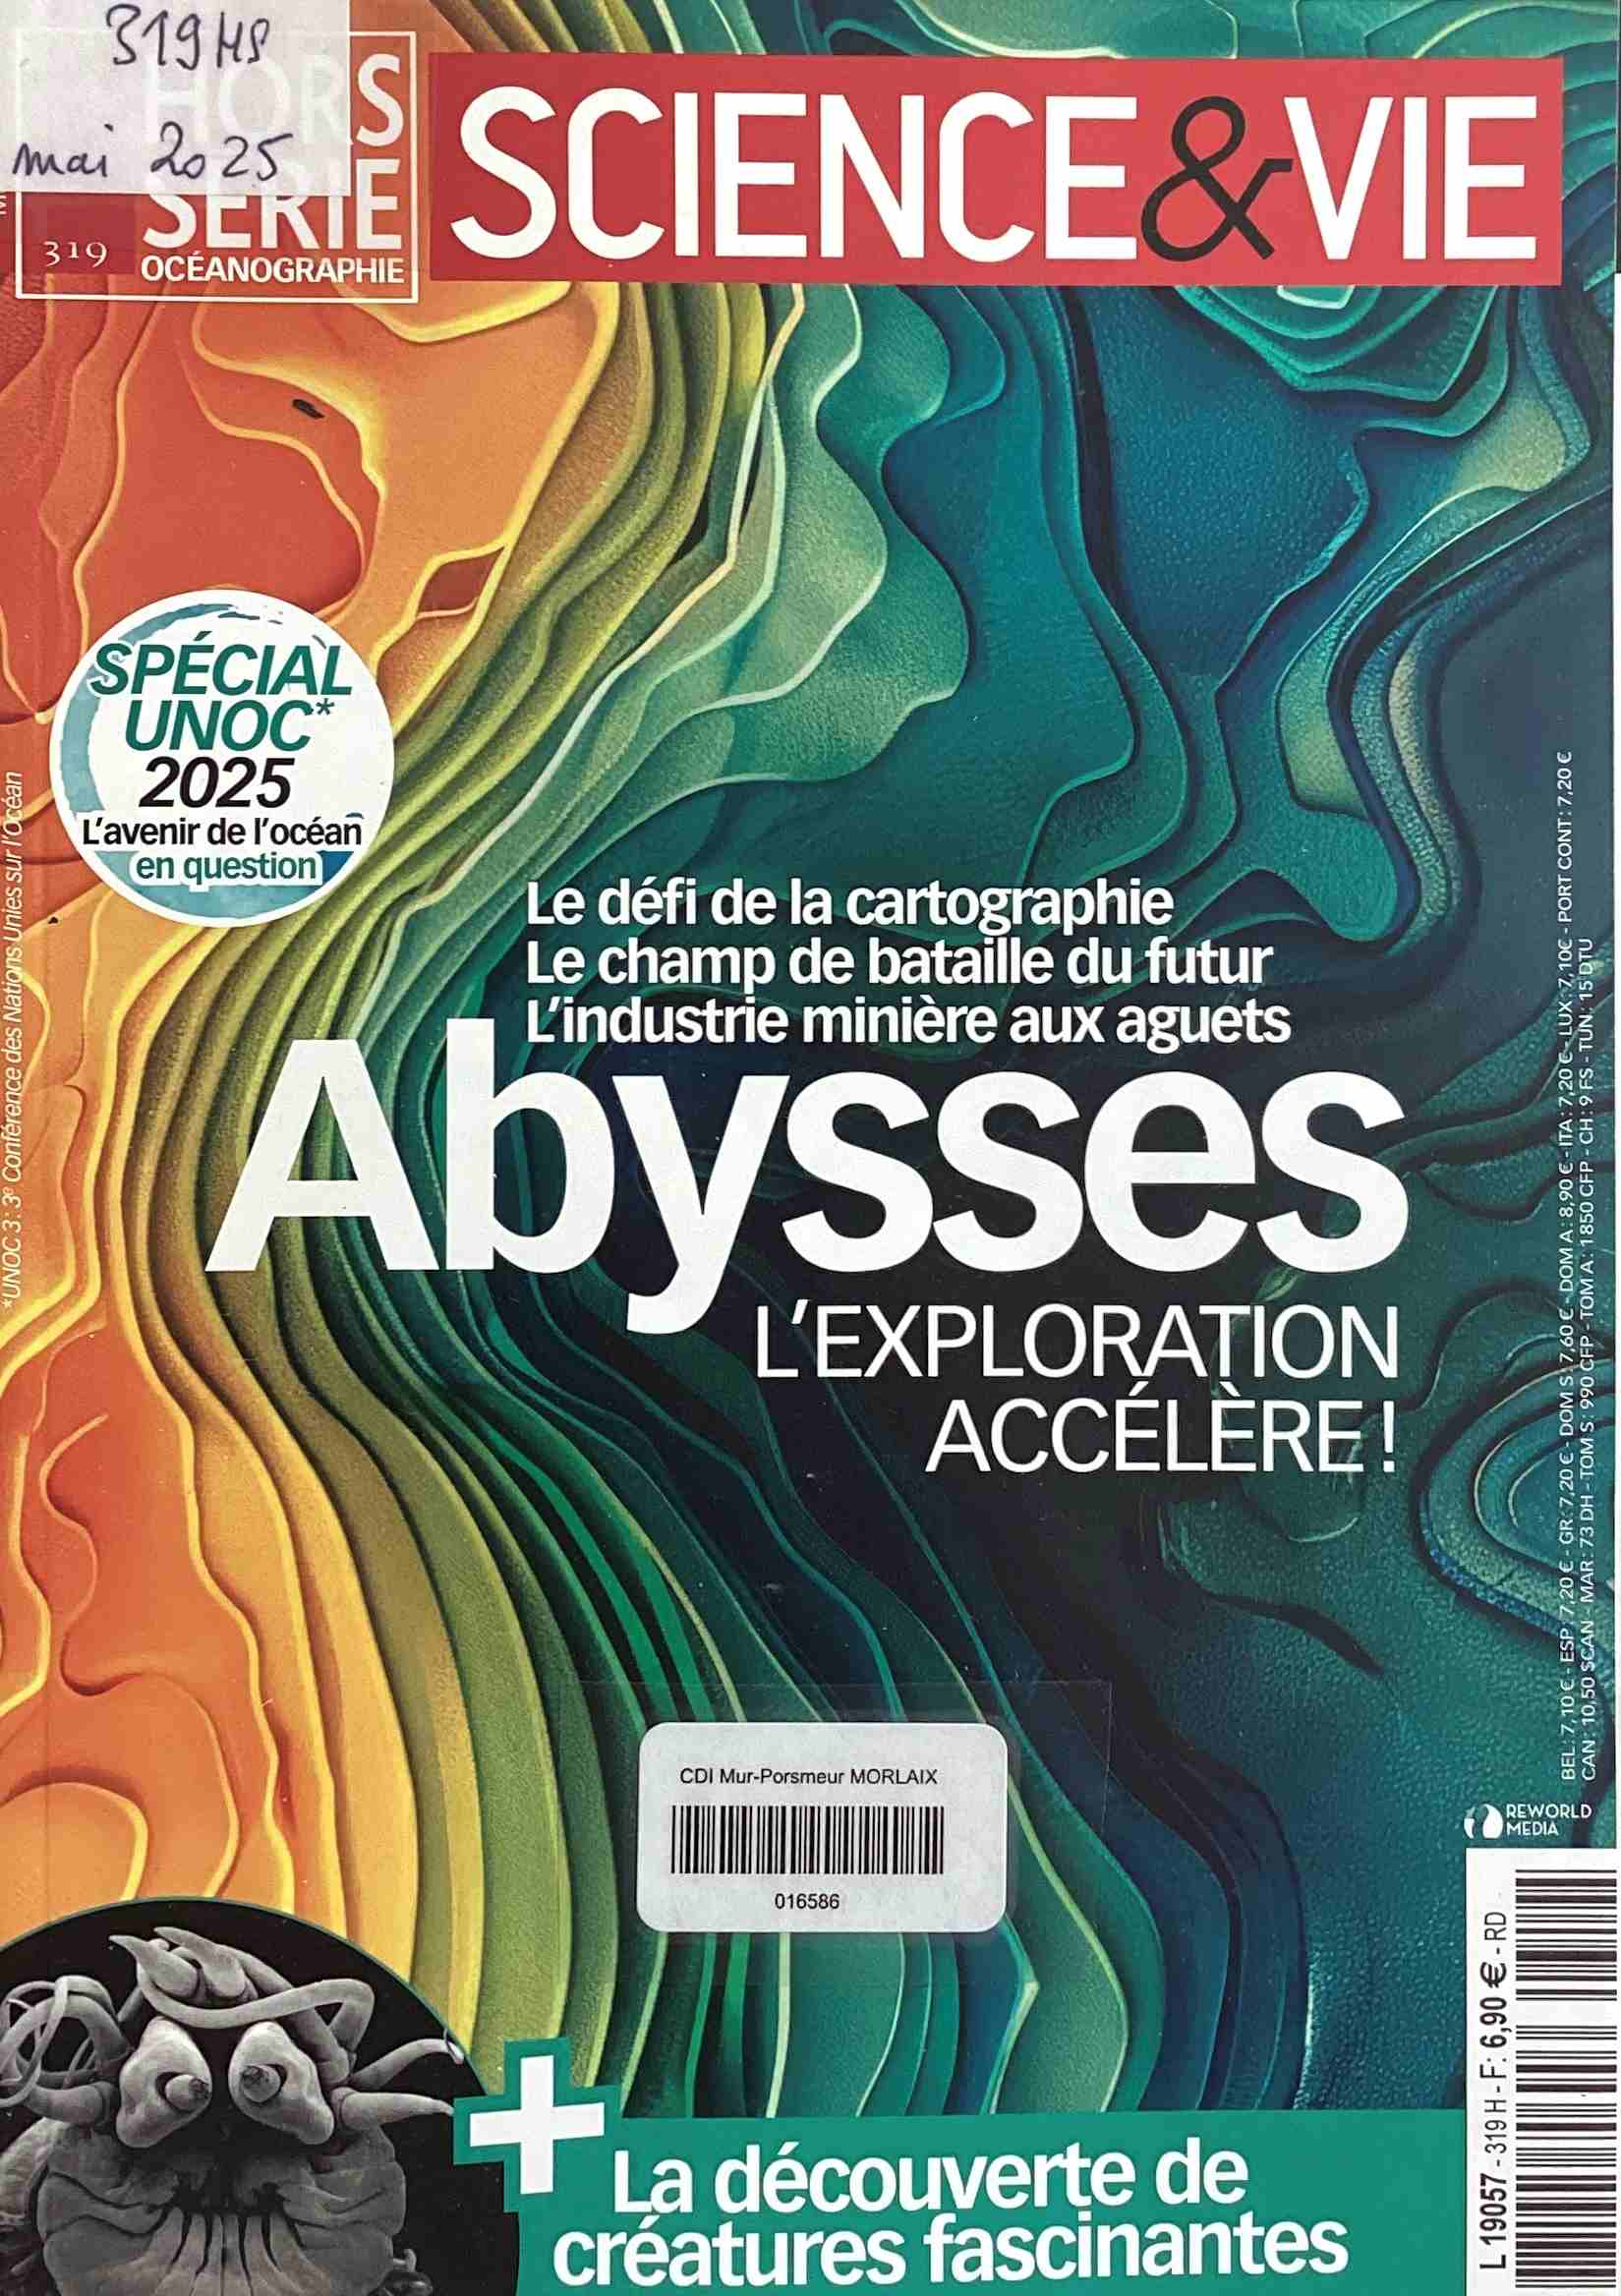 319 HS
mai 2025
HORS
SÉRIE
319
OCÉANOGRAPHIE
SCIENCE&VIE
SPÉCIAL
UNOC*
2025
L'avenir de l'océan
en question
*UNOC 3 : 3e Conférence des Nations Unies sur l'Océan
Le défi de la cartographie
Le champ de bataille du futur
L'industrie minière aux aguets
Abysses
L'EXPLORATION
ACCÉLÈRE !
BEL : 7,10 € - ESP : 7,20 € - GR : 7,20 € - DOM S : 7,60 € - DOM A : 8,90 € - ITA : 7,20 € - LUX : 7,10€ - PORT CONT : 7,20 €
CAN : 10,50 $CAN - MAR : 73 DH - TOM S : 990 CFP - TOM A : 1850 CFP - CH : 9 FS - TUN : 15 DTU
REWORLD
MEDIA
CDI Mur-Porsmeur MORLAIX
016586
L 19057 - 319 H - F: 6,90 € - RD
+
La découverte de
créatures fascinantes